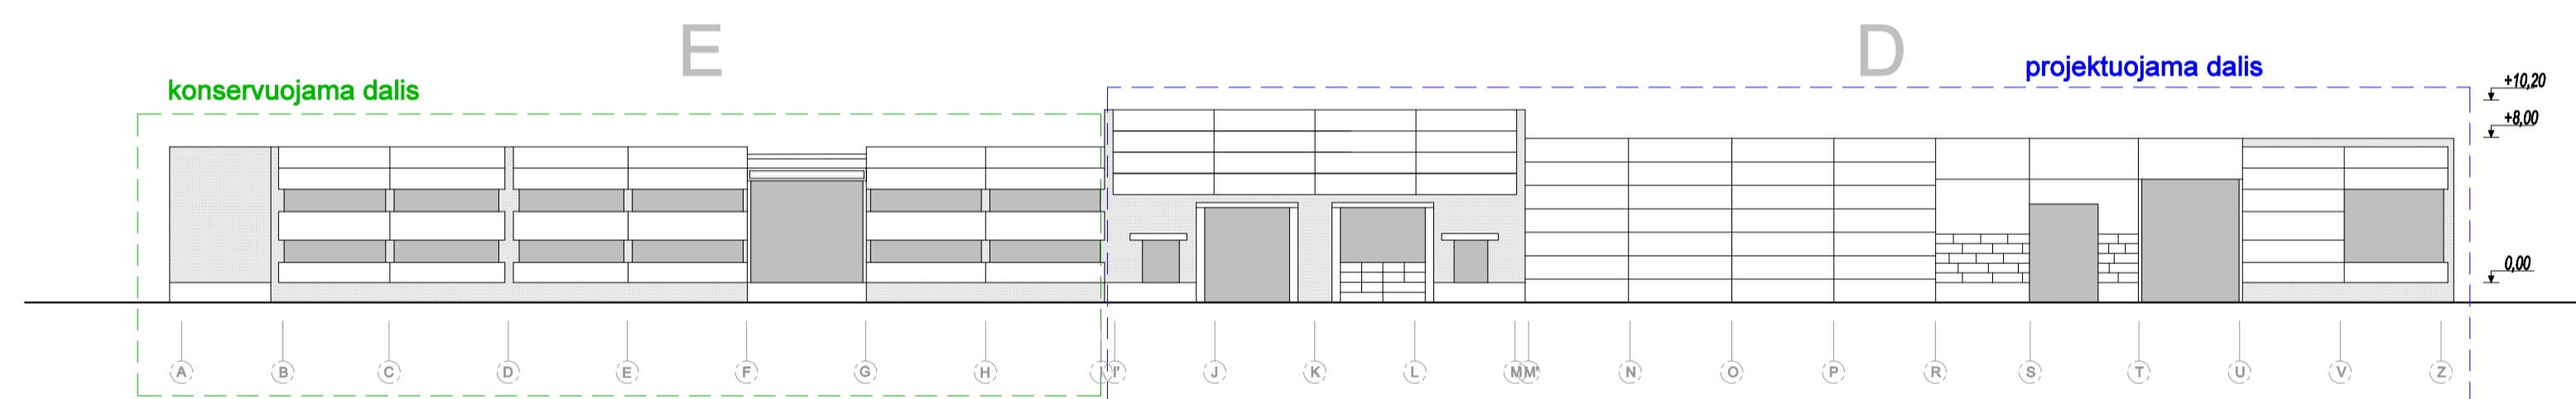 E
D
konservuojama dalis
projektuojama dalis
+10,20
+8,00
0,00
A B C D E F G H I I' J K L M M' N O P R S T U V Z